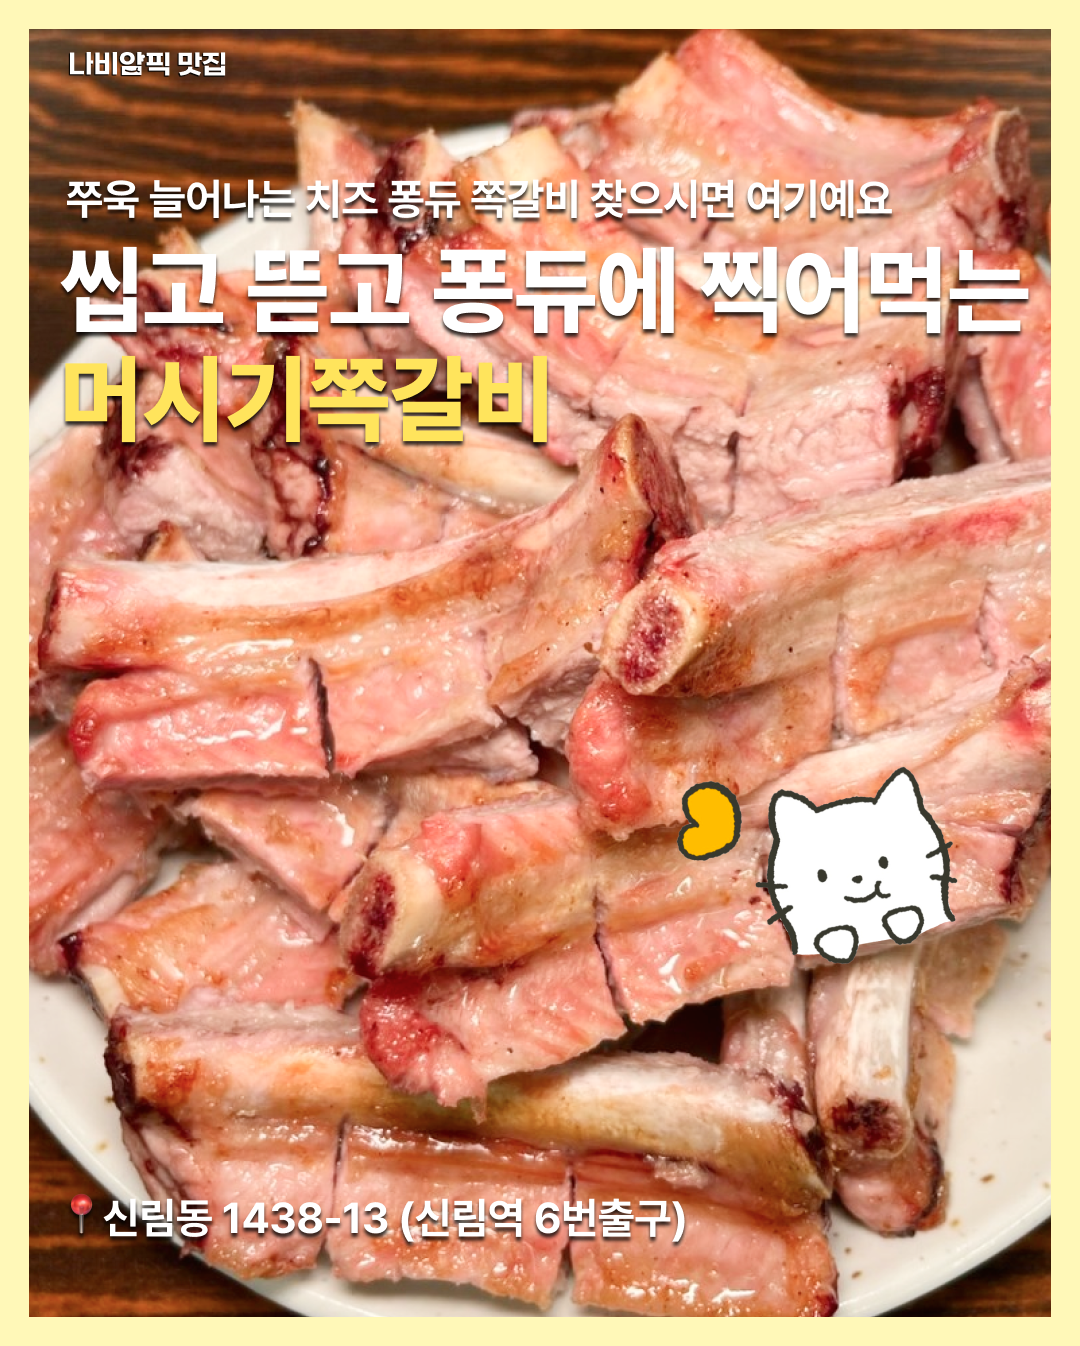 나비앑픽 맛집
쭈욱 늘어나는 치즈 퐁듀 쪽갈비 찾으시면 여기예요
씹고 뜯고 퐁듀에 찍어먹는
머시기쪽갈비
📍신림동 1438-13 (신림역 6번출구)